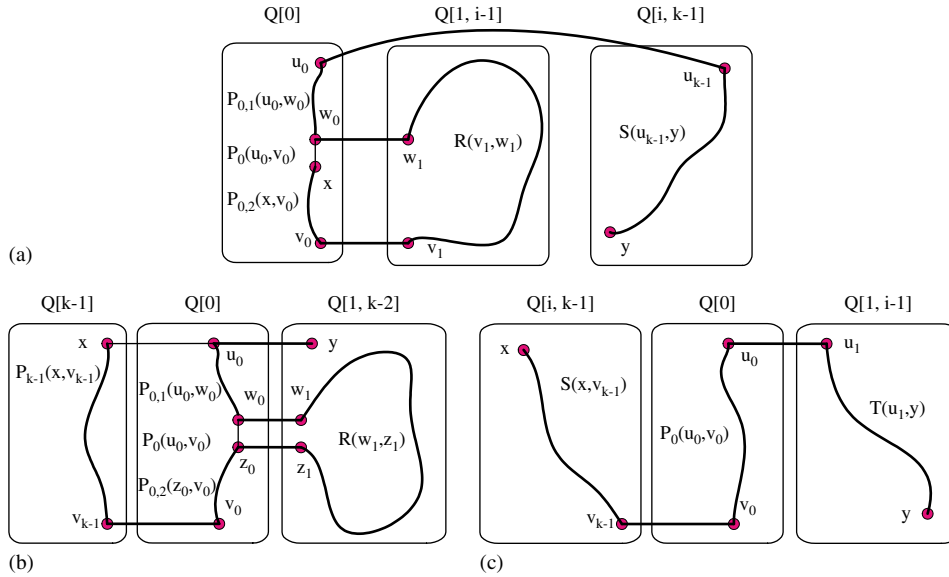 Q[0] Q[1, i-1] Q[i, k-1]
u0 uk-1
P0,1(u0,w0) w0
R(v1,w1) S(uk-1,y)
w1
P0(u0,v0)
x
P0,2(x,v0)
v0 v1 y
(a)
Q[k-1] Q[0] Q[1, k-2] Q[i, k-1] Q[0] Q[1, i-1]
x u0 y x u0 u1
Pk-1(x,vk-1) P0,1(u0,w0) w0 w1 S(x,vk-1) T(u1,y)
P0(u0,v0) R(w1,z1) P0(u0,v0)
z0 z1
P0,2(z0,v0)
vk-1 v0 vk-1 v0 y
(b) (c)